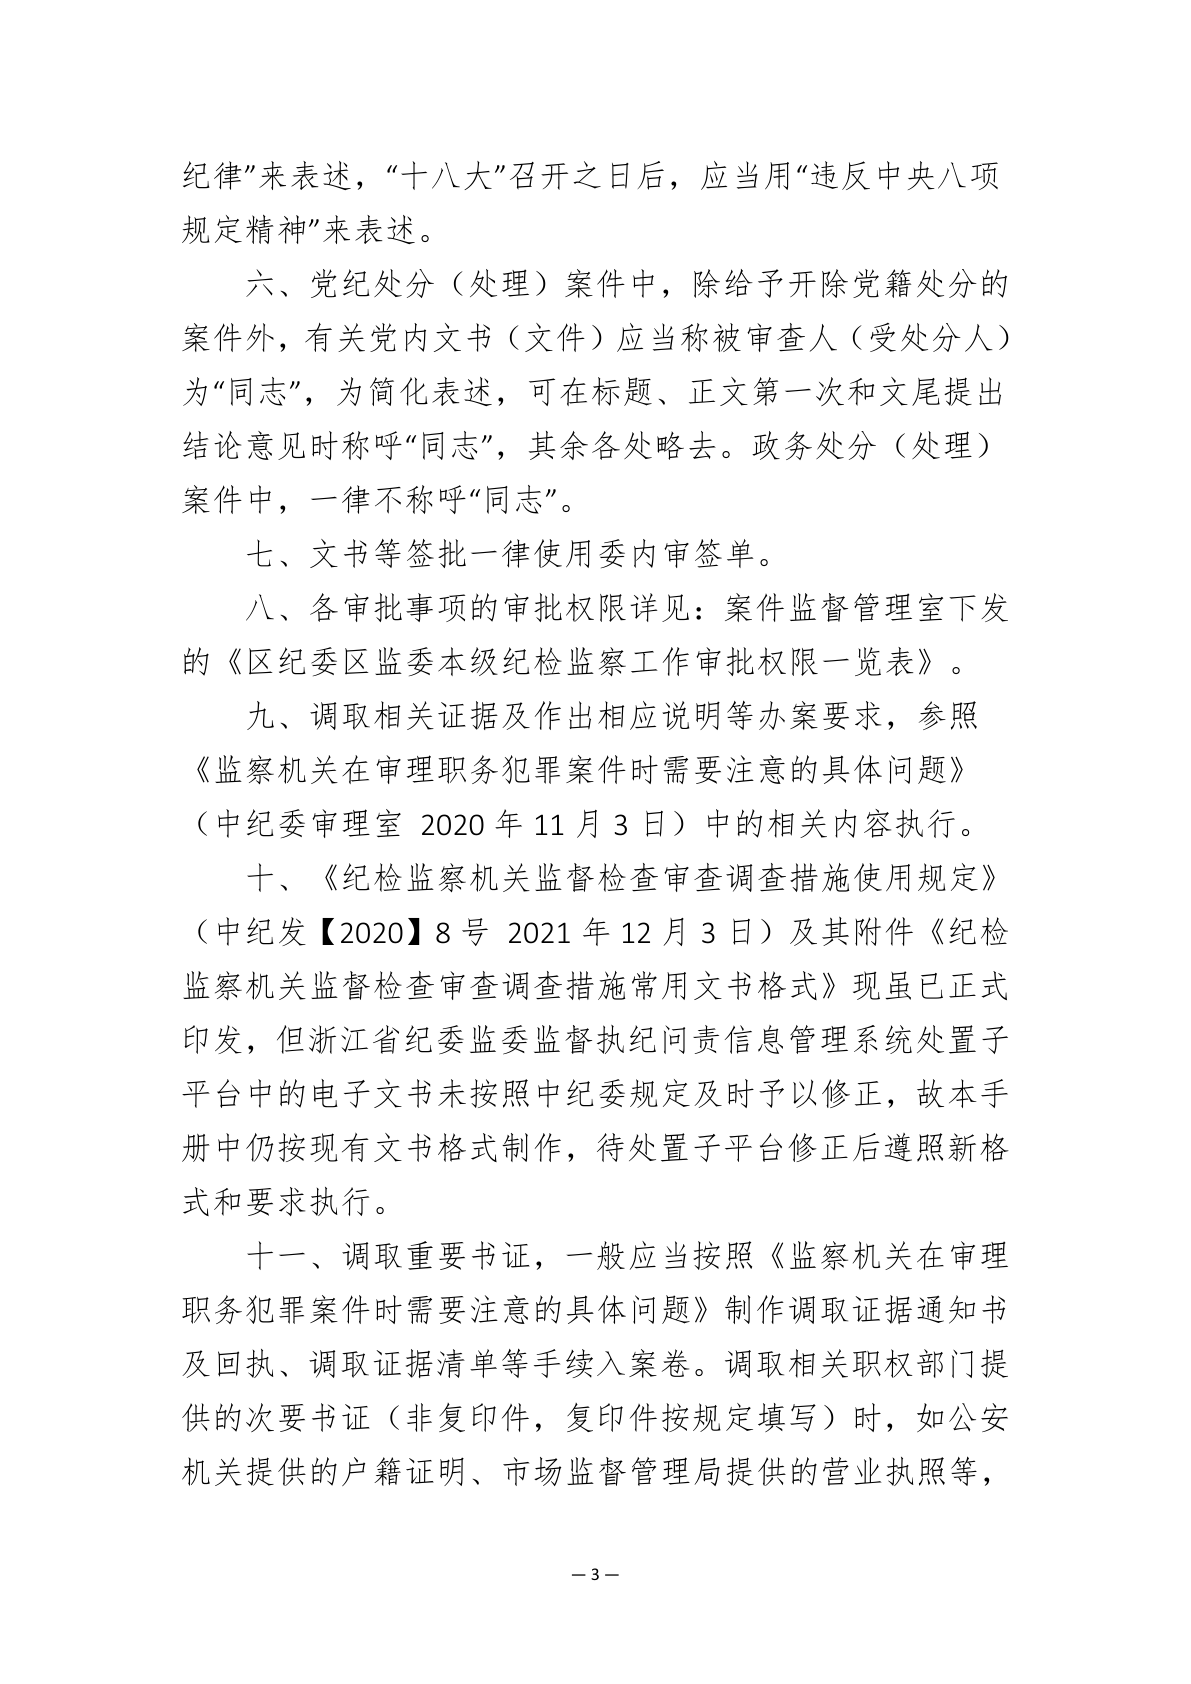 纪律”来表述，“十八大”召开之日后，应当用“违反中央八项
规定精神”来表述。
六、党纪处分（处理）案件中，除给予开除党籍处分的
案件外，有关党内文书（文件）应当称被审查人（受处分人）
为“同志”，为简化表述，可在标题、正文第一次和文尾提出
结论意见时称呼“同志”，其余各处略去。政务处分（处理）
案件中，一律不称呼“同志”。
七、文书等签批一律使用委内审签单。
八、各审批事项的审批权限详见：案件监督管理室下发
的《区纪委区监委本级纪检监察工作审批权限一览表》。
九、调取相关证据及作出相应说明等办案要求，参照
《监察机关在审理职务犯罪案件时需要注意的具体问题》
（中纪委审理室 2020 年 11 月 3 日）中的相关内容执行。
十、《纪检监察机关监督检查审查调查措施使用规定》
（中纪发【2020】8 号 2021 年 12 月 3 日）及其附件《纪检
监察机关监督检查审查调查措施常用文书格式》现虽已正式
印发，但浙江省纪委监委监督执纪问责信息管理系统处置子
平台中的电子文书未按照中纪委规定及时予以修正，故本手
册中仍按现有文书格式制作，待处置子平台修正后遵照新格
式和要求执行。
十一、调取重要书证，一般应当按照《监察机关在审理
职务犯罪案件时需要注意的具体问题》制作调取证据通知书
及回执、调取证据清单等手续入案卷。调取相关职权部门提
供的次要书证（非复印件，复印件按规定填写）时，如公安
机关提供的户籍证明、市场监督管理局提供的营业执照等，
— 3 —